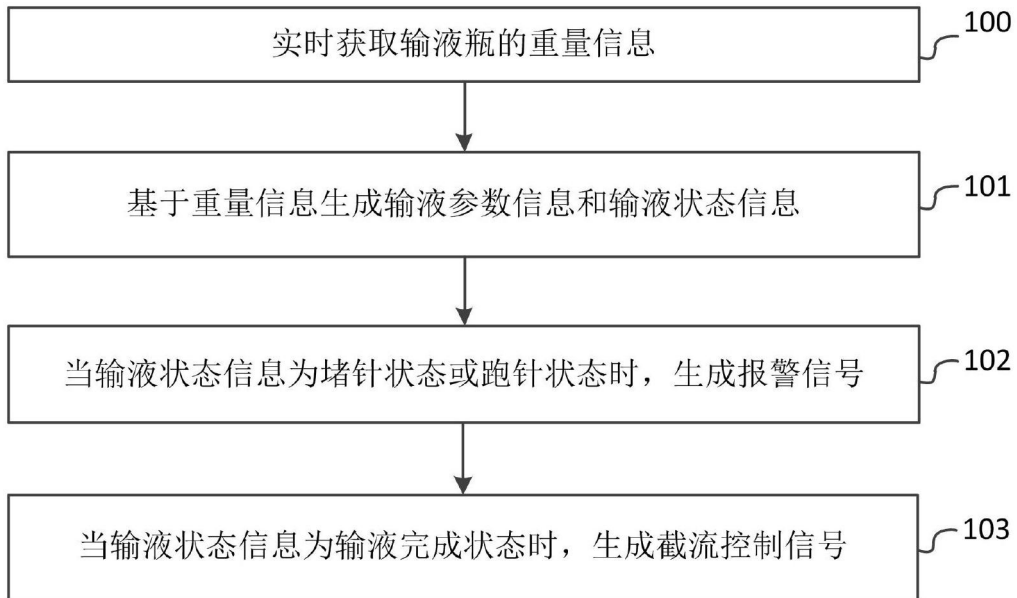 实时获取输液瓶的重量信息
100
基于重量信息生成输液参数信息和输液状态信息
101
当输液状态信息为堵针状态或跑针状态时，生成报警信号
102
当输液状态信息为输液完成状态时，生成截流控制信号
103